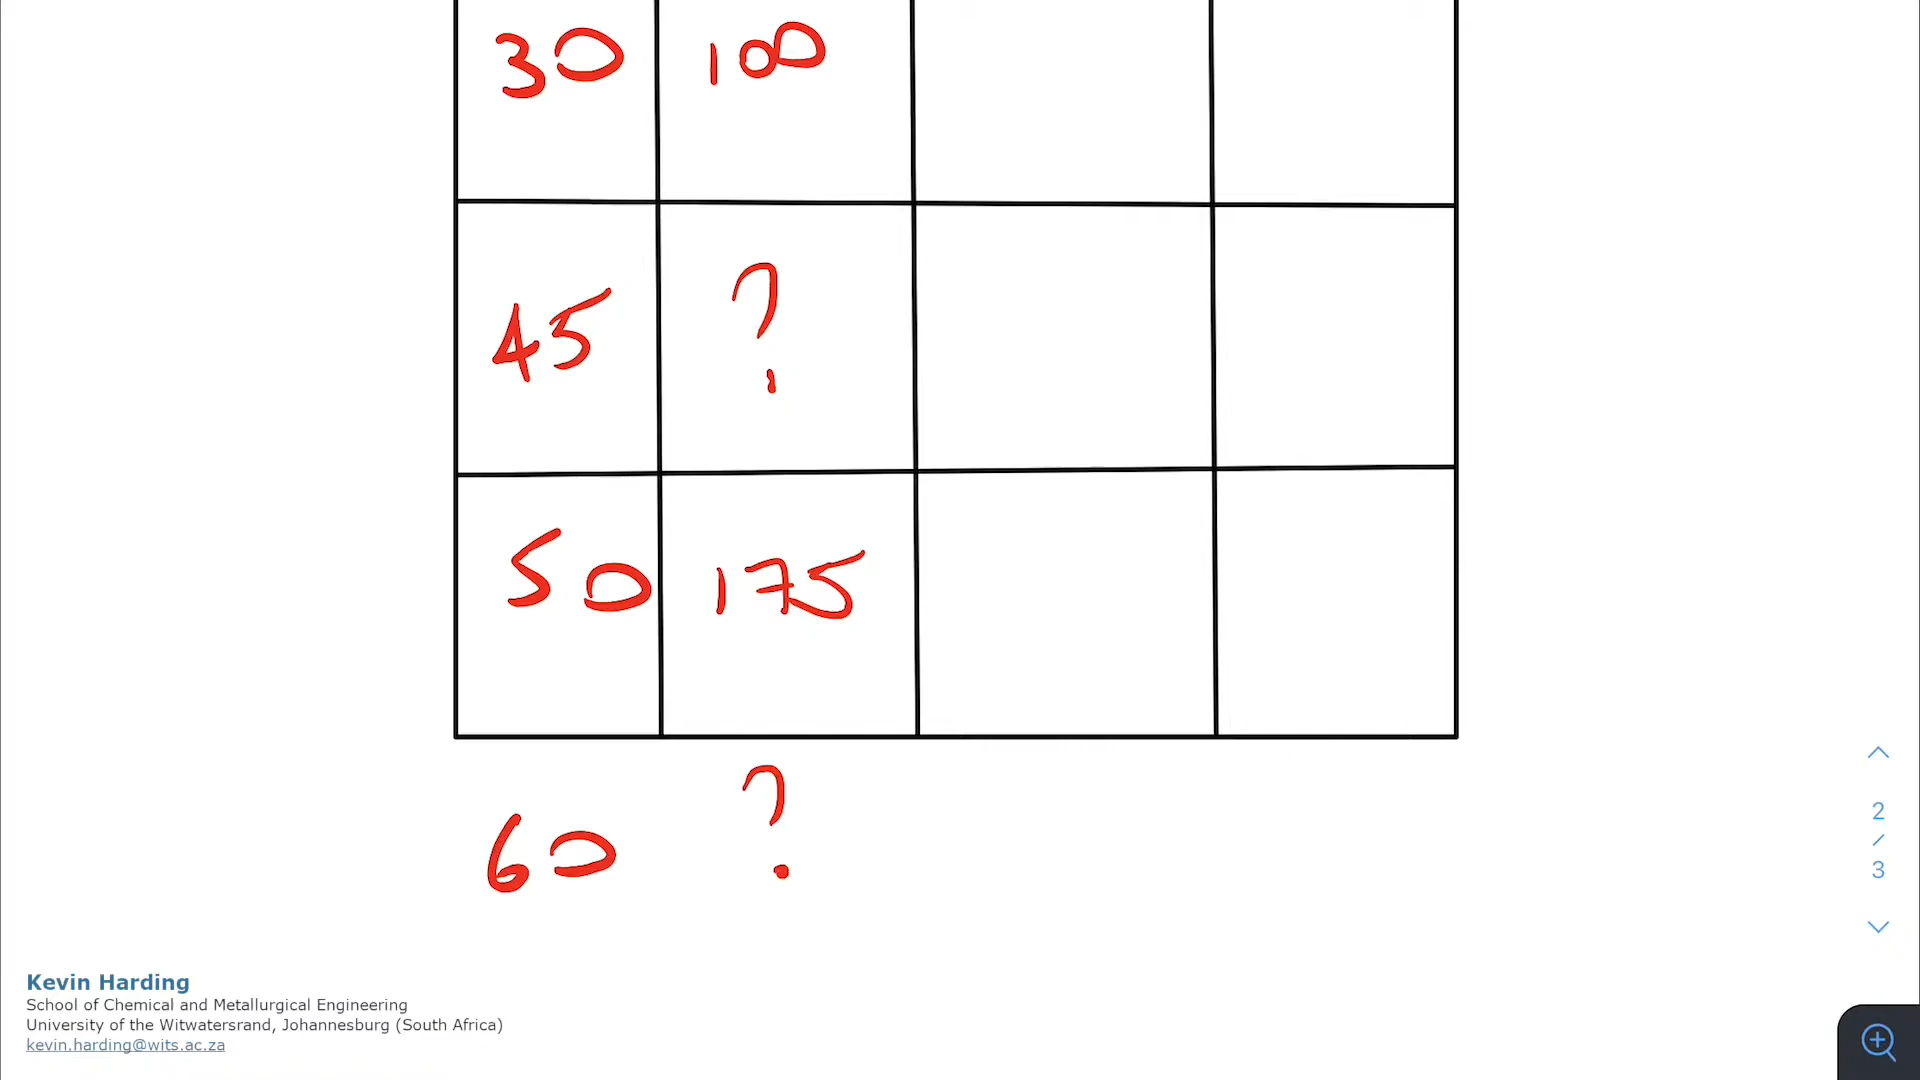 30 100
45 ?
50 175
60 ?
2
/
3
Kevin Harding
School of Chemical and Metallurgical Engineering
University of the Witwatersrand, Johannesburg (South Africa)
kevin.harding@wits.ac.za